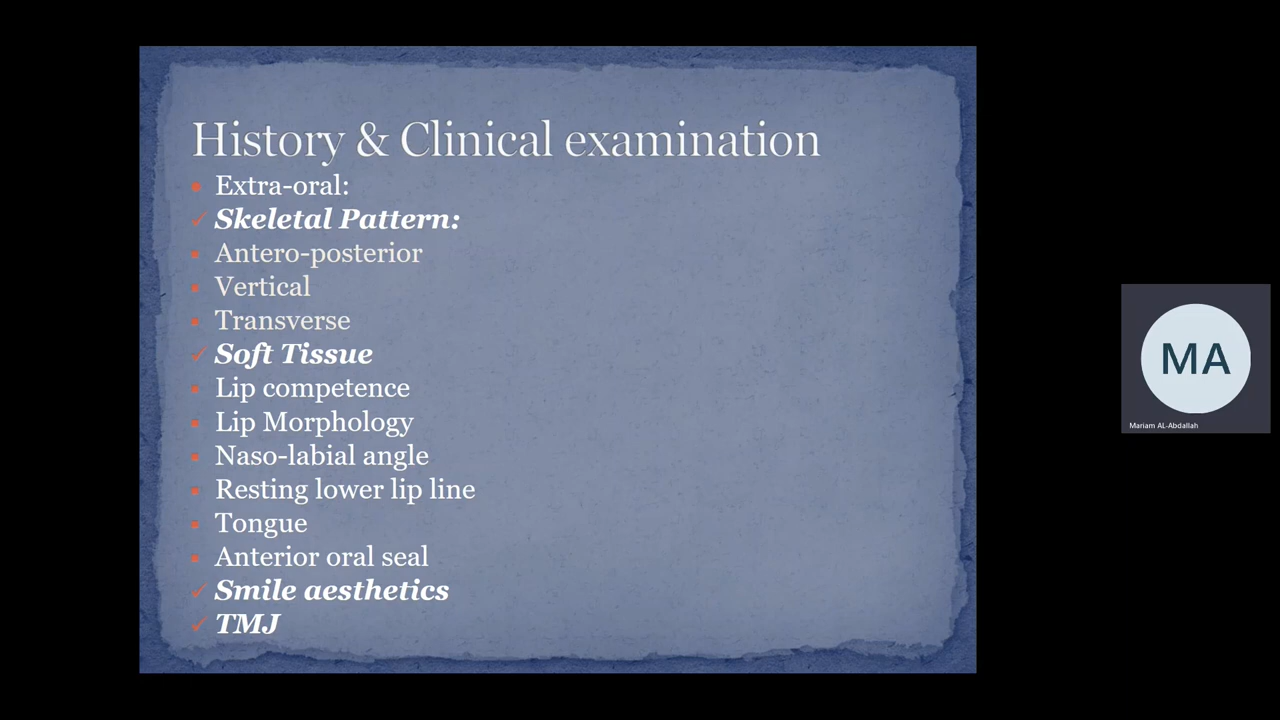 History & Clinical examination
Extra-oral:
Skeletal Pattern:
Antero-posterior
Vertical
Transverse
Soft Tissue
Lip competence
Lip Morphology
Naso-labial angle
Resting lower lip line
Tongue
Anterior oral seal
Smile aesthetics
TMJ
MA
Mariam AL-Abdallah